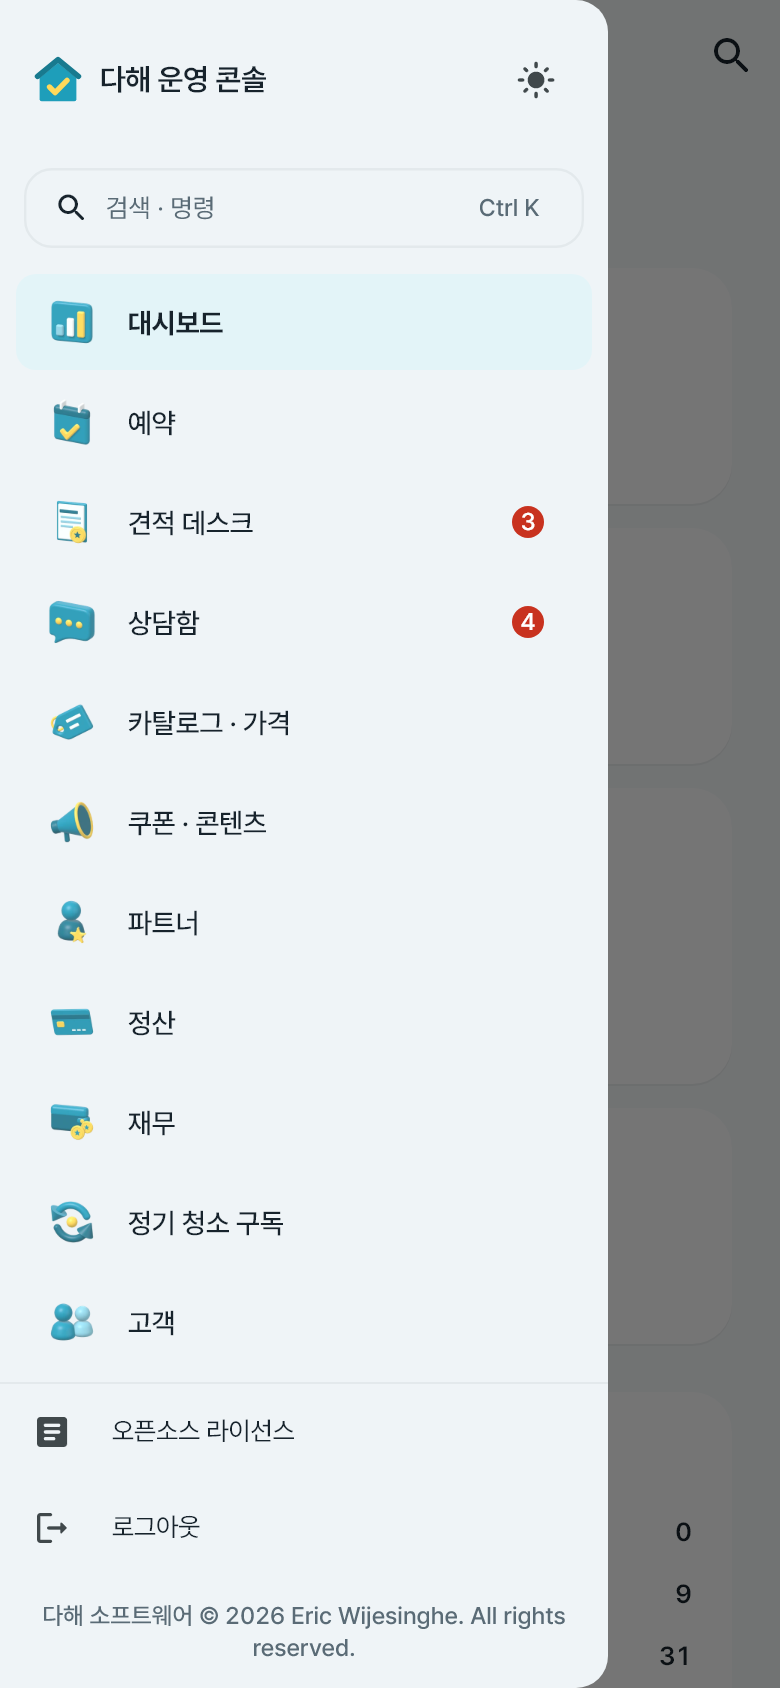 다해 운영 콘솔
검색 · 명령 Ctrl K
대시보드
예약
견적 데스크 3
상담함 4
카탈로그 · 가격
쿠폰 · 콘텐츠
파트너
정산
재무
정기 청소 구독
고객
오픈소스 라이선스
로그아웃
다해 소프트웨어 © 2026 Eric Wijesinghe. All rights
reserved.
0
9
31